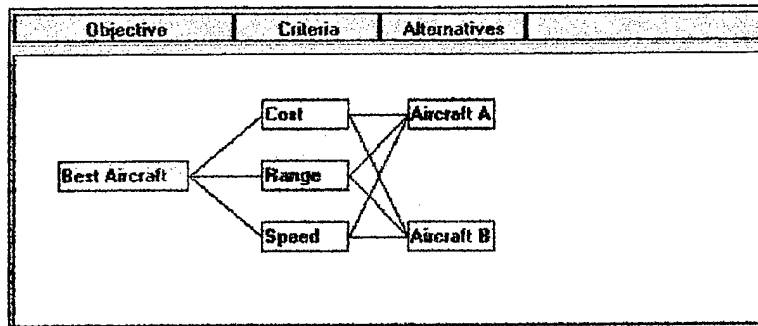 Objective Criteria Alternatives
Cost Aircraft A
Best Aircraft Range
Speed Aircraft B